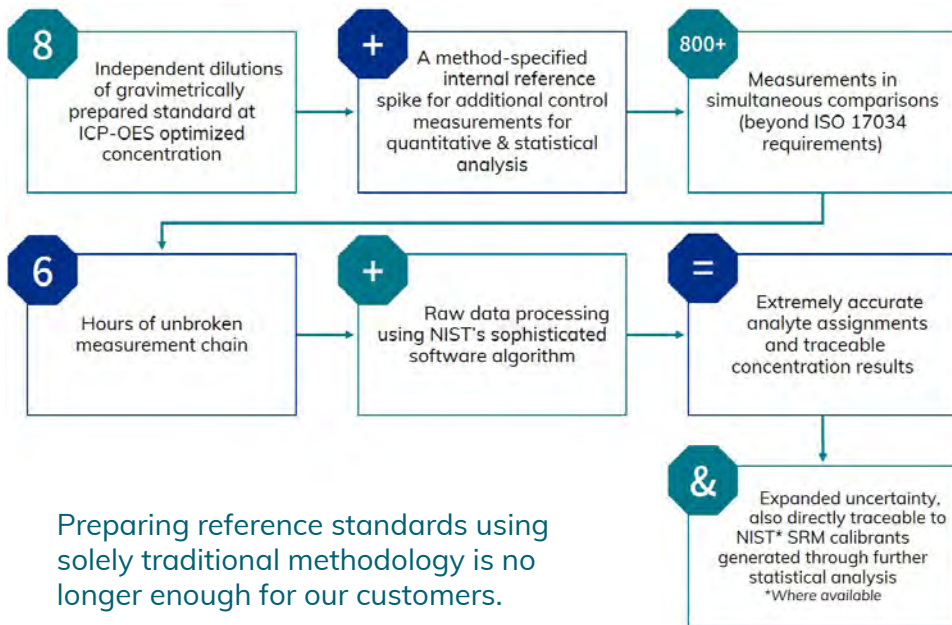 8
Independent dilutions
of gravimetrically
prepared standard at
ICP-OES optimized
concentration
+
A method-specified
internal reference
spike for additional control
measurements for
quantitative & statistical
analysis
800+
Measurements in
simultaneous comparisons
(beyond ISO 17034
requirements)
6
Hours of unbroken
measurement chain
+
Raw data processing
using NIST's sophisticated
software algorithm
=
Extremely accurate
analyte assignments
and traceable
concentration results
&
Expanded uncertainty,
also directly traceable to
NIST* SRM calibrants
generated through further
statistical analysis
*Where available
Preparing reference standards using
solely traditional methodology is no
longer enough for our customers.